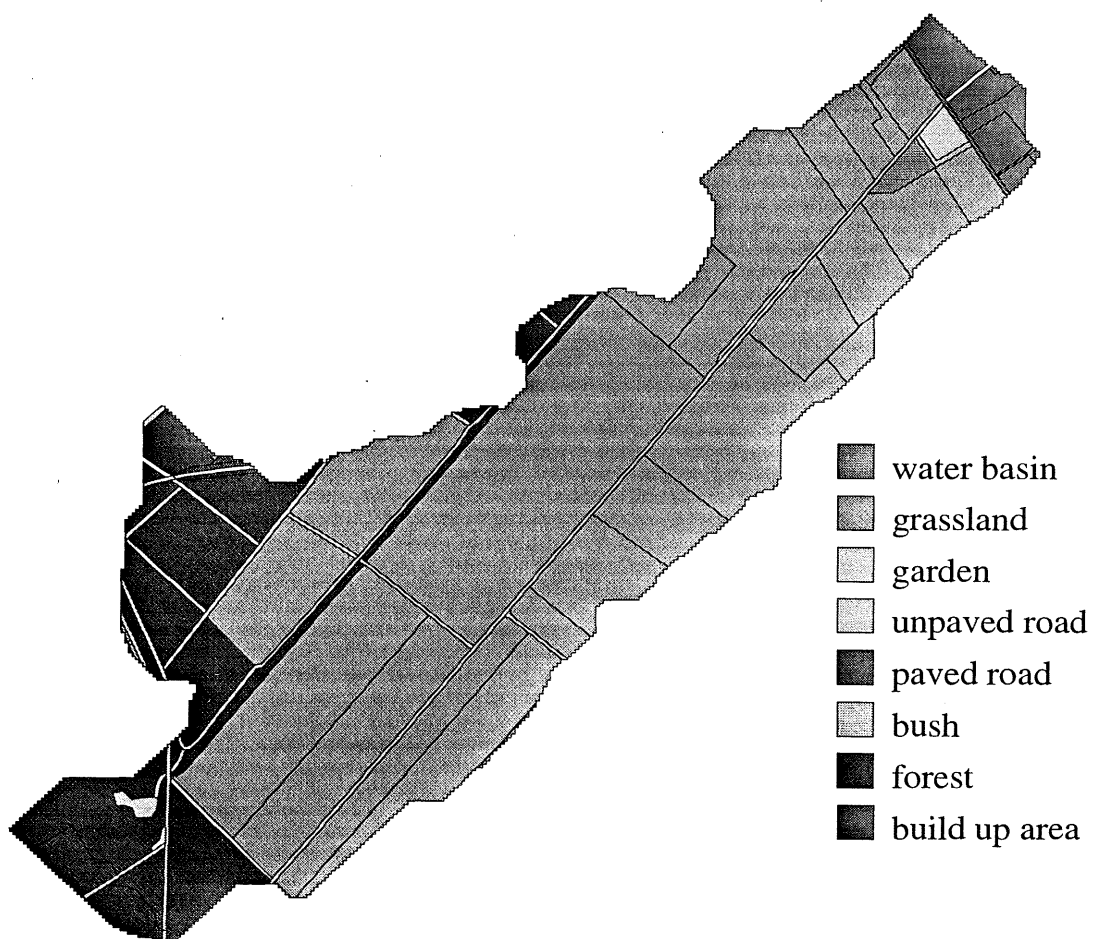 water basin
grassland
garden
unpaved road
paved road
bush
forest
build up area